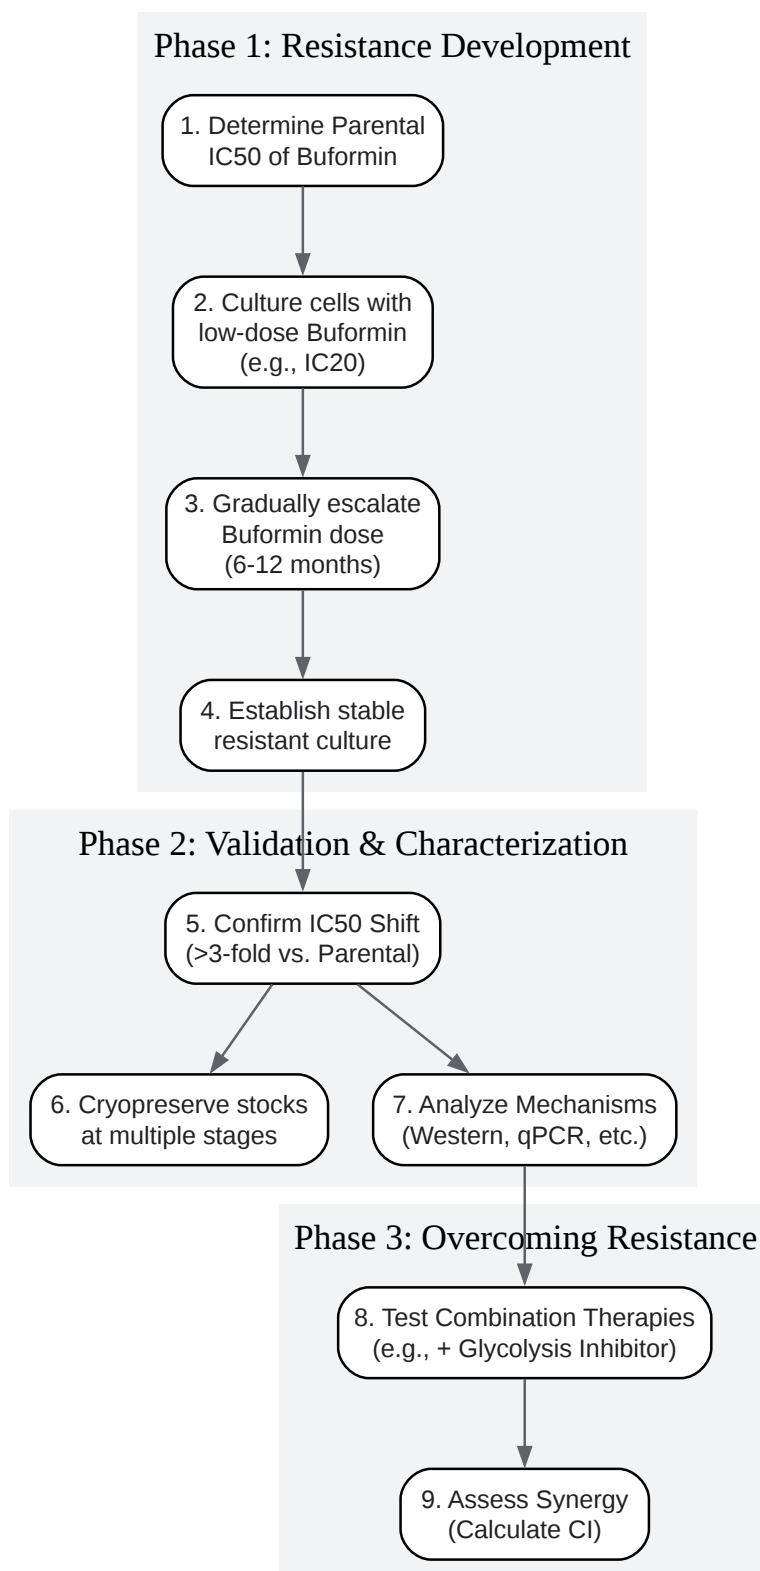 Phase 1: Resistance Development
1. Determine Parental
IC50 of Buformin
2. Culture cells with
low-dose Buformin
(e.g., IC20)
3. Gradually escalate
Buformin dose
(6-12 months)
4. Establish stable
resistant culture
Phase 2: Validation & Characterization
5. Confirm IC50 Shift
(>3-fold vs. Parental)
6. Cryopreserve stocks
at multiple stages
7. Analyze Mechanisms
(Western, qPCR, etc.)
Phase 3: Overcoming Resistance
8. Test Combination Therapies
(e.g., + Glycolysis Inhibitor)
9. Assess Synergy
(Calculate CI)